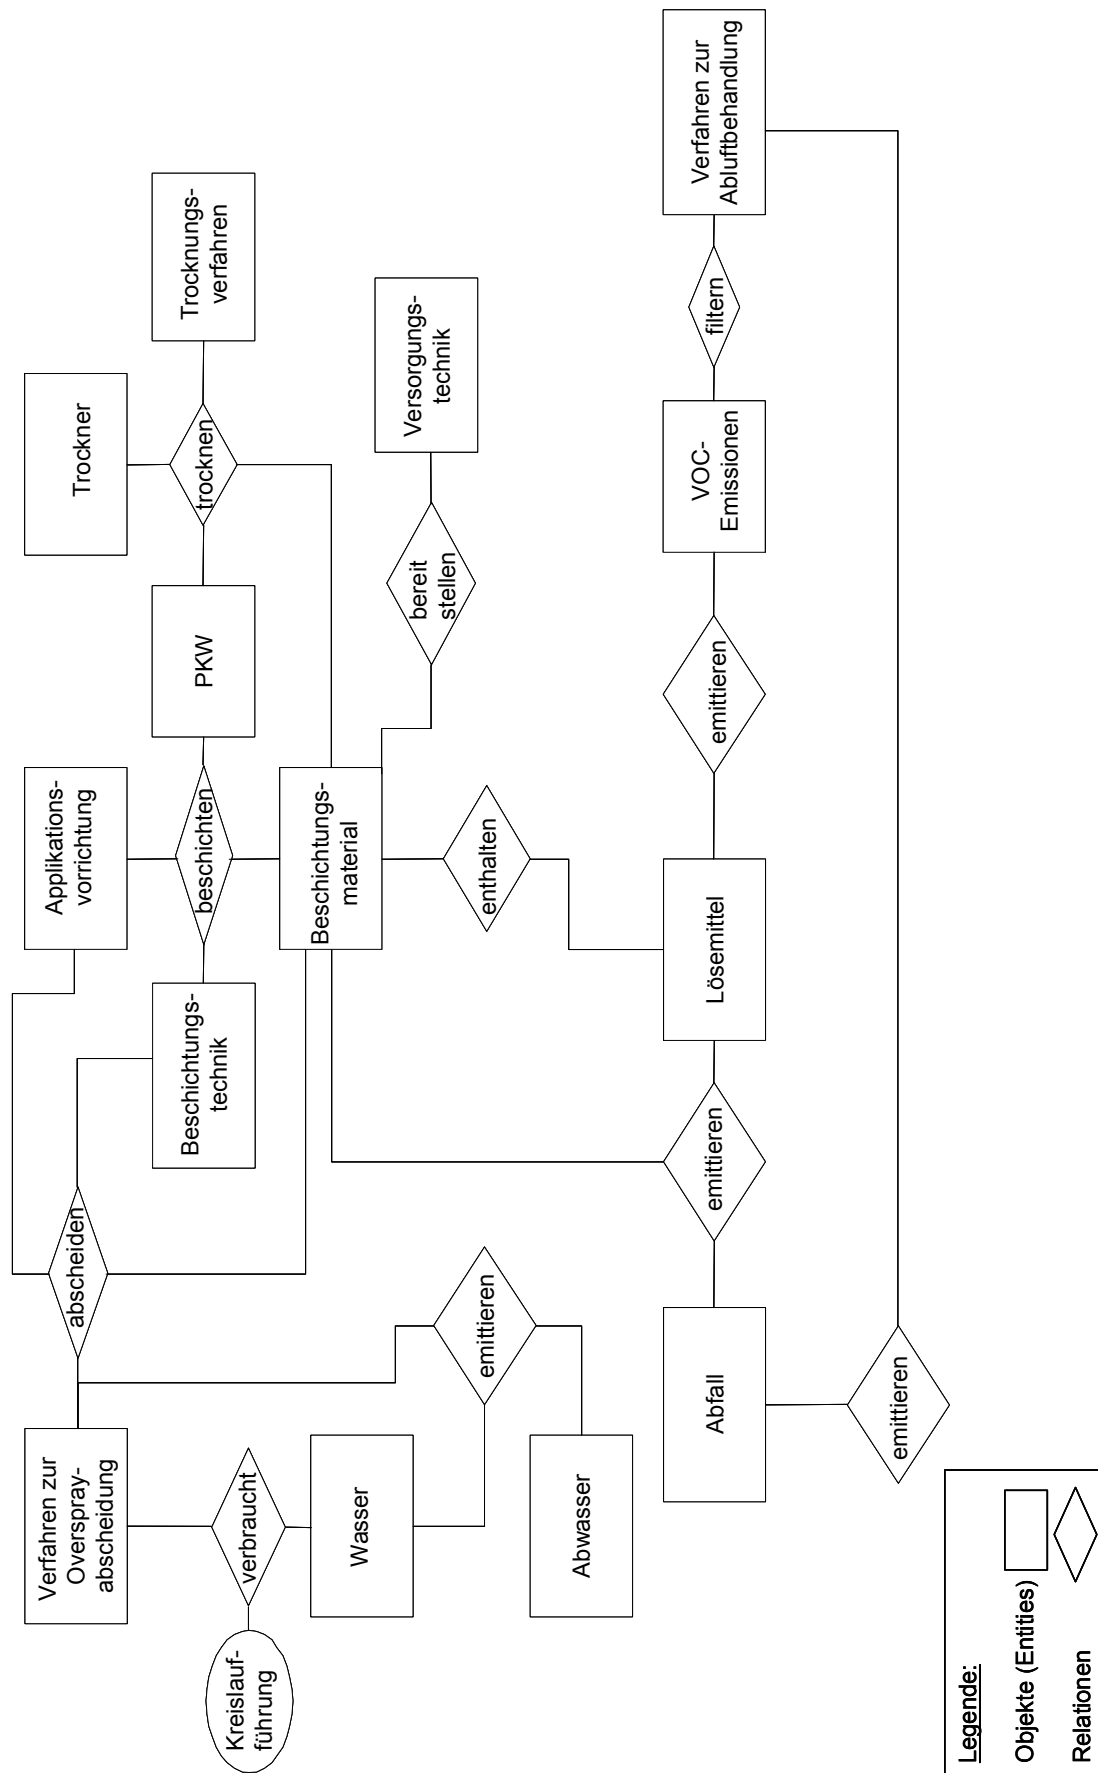 Verfahren zur
Overspray-
abscheidung
abscheiden
Applikations-
vorrichtung
Trockner
Beschichtungs-
technik
beschichten
PKW
trocknen
Trocknungs-
verfahren
Kreislauf-
führung
verbraucht
Wasser
Beschichtungs-
material
bereit
stellen
Versorgungs-
technik
emittieren
enthalten
Abwasser
Abfall
emittieren
Lösemittel
emittieren
VOC-
Emissionen
filtern
Verfahren zur
Abluftbehandlung
emittieren
Legende:
Objekte (Entities)
Relationen